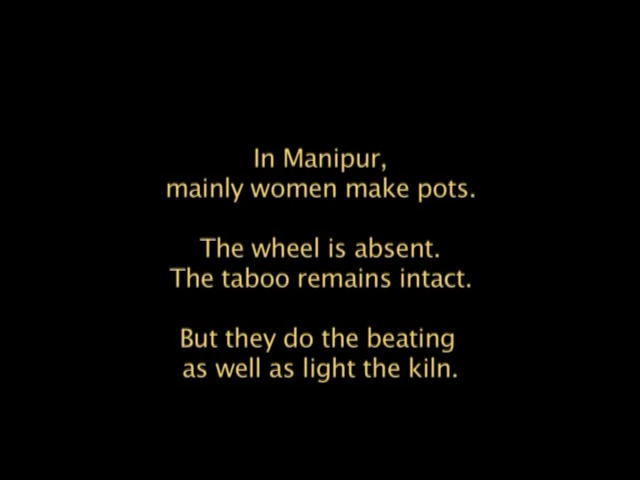 In Manipur,
mainly women make pots.
The wheel is absent.
The taboo remains intact.
But they do the beating
as well as light the kiln.